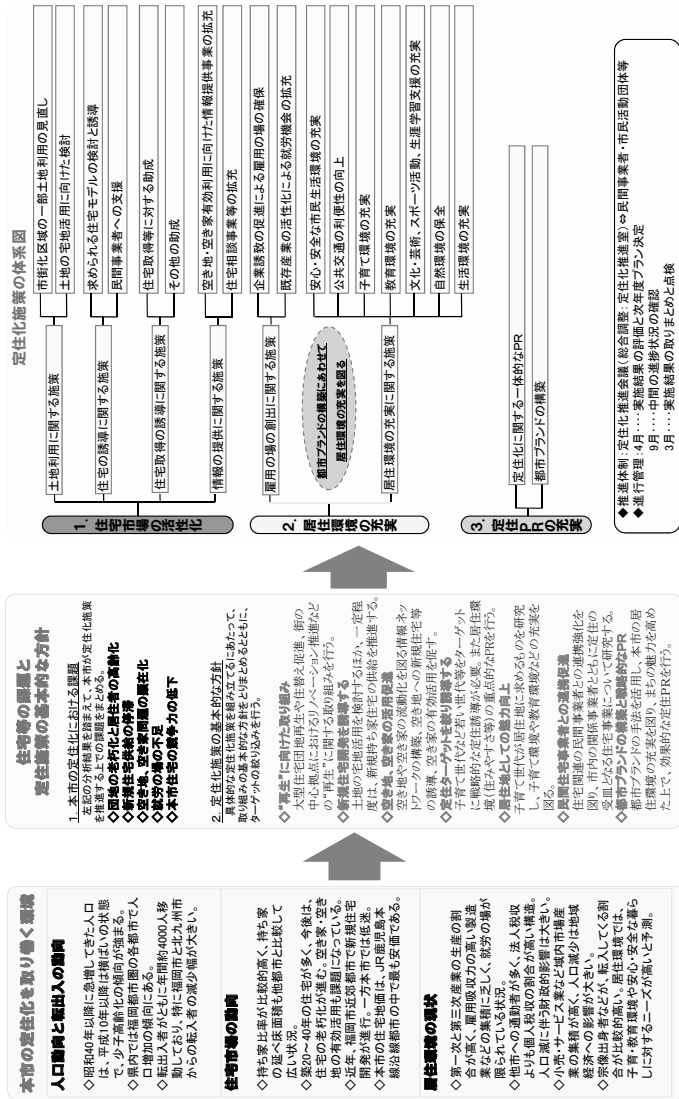 本市の定住化を取り巻く環境
人口動向と転出入の動向
◇昭和40年以降に急増してきた人口
は、平成10年以降は横ばいの状態
で、少子高齢化の傾向が強まる。
◇県内では福岡都市圏の各都市で人
口増加の傾向にある。
◇転出入者がともに年間約4000人移
動しており、特に福岡市と北九州市
からの転入者の減少幅が大きい。
住宅市場の動向
◇持ち家比率が比較的高く、持ち家
の延べ床面積も他都市と比較して
広い状況。
◇築20～40年の住宅が多く、今後は、
住宅の老朽化が進む。空き家・空き
地の有効活用も課題になっている。
◇近年、福岡市近郊都市で新規住宅
開発が進行。一方本市では低迷。
◇本市の住宅地価は、JR鹿児島本
線沿線都市の中で最も安価である。
居住環境の現状
◇第一次と第三次産業の生産の割
合が高く、雇用吸収力の高い製造
業などの集積に乏しく、就労の場が
限られている状況。
◇他市への通勤者が多く、法人税収
よりも個人税収の割合が高い構造。
人口減に伴う財政的影響は大きい。
◇小売・サービス業など域内市場産
業の集積が高く、人口減少は地域
経済への影響が大きい。
◇宗像出身者などが、転入してくる割
合が比較的高い。居住環境では、
子育・教育環境や安心・安全な暮ら
しに対するニーズが高いと予測。
住宅等の課題と
定住施策の基本的な方針
1. 本市の定住化における課題
左記の分析結果を踏まえて、本市が定住化施策
を推進する上での課題をまとめる。
◇団地の老朽化と居住者の高齢化
◇新規住宅供給の停滞
◇空き地、空き家問題の顕在化
◇就労の場の不足
◇本市住宅の競争力の低下
2. 定住化施策の基本的な方針
具体的な定住化施策を組み立てるにあたって、
取り組みの基本的な方針をとりまとめるとともに、
ターゲットの絞り込みを行う。
◇“再生”に向けた取り組み
大型住宅団地再生や住替え促進、街の
中心拠点におけるリノベーション推進など
の“再生”に関する取り組みを行う。
◇新規住宅開発を誘導する
土地の宅地活用を検討するほか、一定程
度は、新規持ち家住宅の供給を推進する。
◇空き地、空き家の活用促進
空き地や空き家の流動化を図る情報ネッ
トワークの構築、空き地への新規住宅等
の誘導、空き家の有効活用を促す。
◇定住ターゲットを絞り誘導する
子育て世代など若い世代等をターゲット
に戦略的な定住誘導が必要。また居住環
境（住みやすさ等）の重点的なPRを行う。
◇居住地としての魅力向上
子育て世代が居住地に求めるものを研究
し、子育て環境や教育環境などの充実を
図る。
◇民間住宅事業者との連携促進
住宅関連の民間事業者らの連携強化を
図り、市内の関係事業者とともに定住の
受皿となる住宅事業について研究する。
◇都市ブランドの構築と戦略的なPR
都市ブランドの手法を活用し、本市の居
住環境の充実を図り、まちの魅力を高め
た上で、効果的な定住PRを行う。
定住化施策の体系図
1. 住宅市場の活性化
土地利用に関する施策
市街化区域の一部土地利用の見直し
土地の宅地活用に向けた検討
住宅の誘導に関する施策
求められる住宅モデルの検討と誘導
民間事業者への支援
住宅取得の誘導に関する施策
住宅取得等に対する助成
その他の助成
情報の提供に関する施策
空き地・空き家有効利用に向けた情報提供事業の拡充
住宅相談事業等の拡充
2. 居住環境の充実
雇用の場の創出に関する施策
企業誘致の促進による雇用の場の確保
既存産業の活性化による就労機会の拡充
都市ブランドの構築にあわせて
居住環境の充実を図る
居住環境の充実に関する施策
安心・安全な市民生活環境の充実
公共交通の利便性の向上
子育て環境の充実
教育環境の充実
文化・芸術、スポーツ活動、生涯学習支援の充実
自然環境の保全
生活環境の充実
3. 定住PRの充実
定住化に関する一体的なPR
都市ブランドの構築
◆推進体制：定住化推進会議（総合調整：定住化推進室）⇔民間事業者・市民活動団体等
◆進行管理：4月‥‥実施結果の評価と次年度プラン決定
9月‥‥中間の進捗状況の確認
3月‥‥実施結果の取りまとめと点検